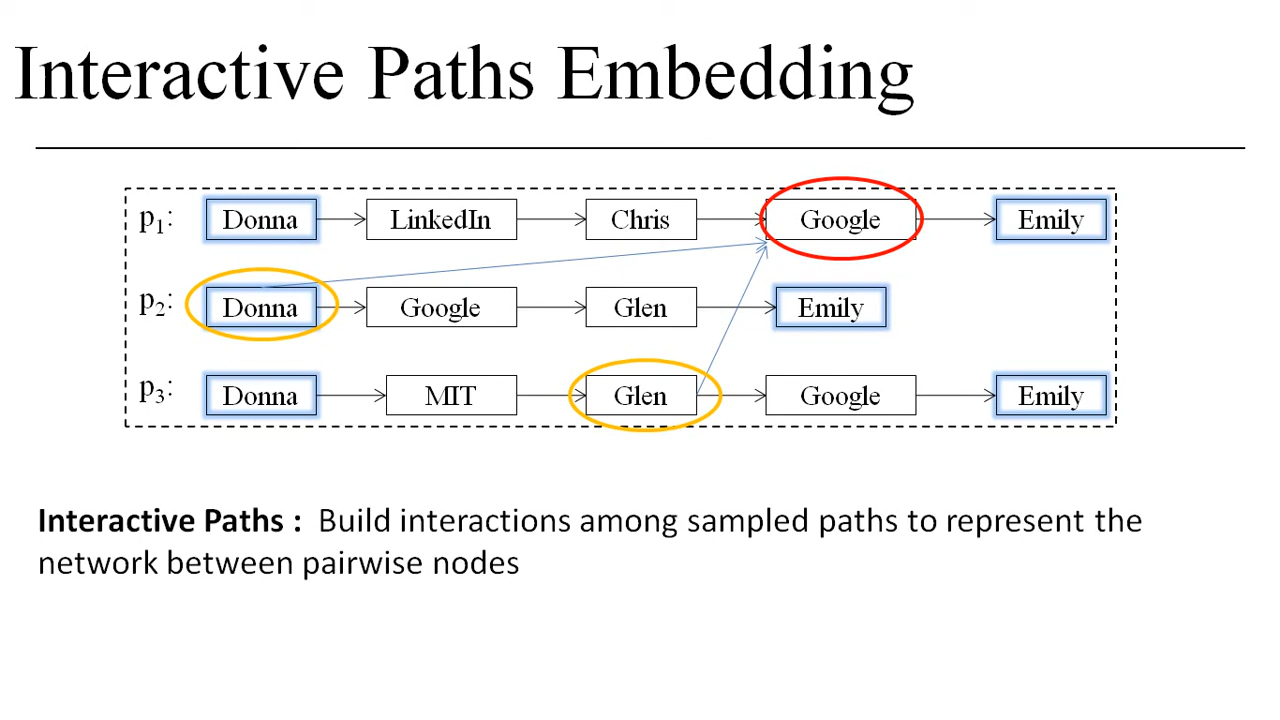 Interactive Paths Embedding
p1: Donna LinkedIn Chris Google Emily
p2: Donna Google Glen Emily
p3: Donna MIT Glen Google Emily
Interactive Paths : Build interactions among sampled paths to represent the
network between pairwise nodes